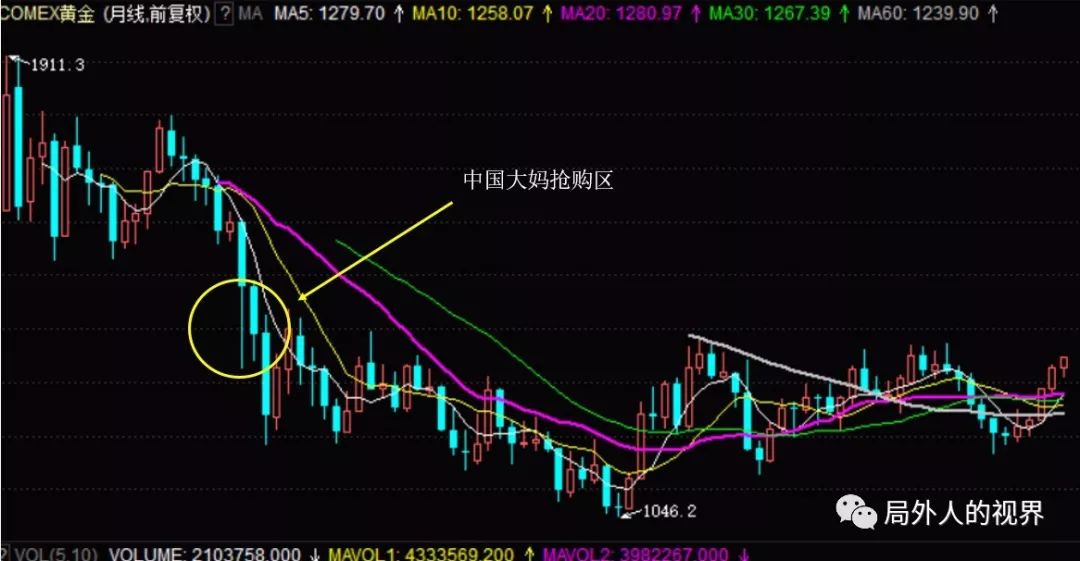 COMEX黄金 (月线,前复权) ? MA MA5: 1279.70 ↑ MA10: 1258.07 ↑ MA20: 1280.97 ↑ MA30: 1267.39 ↑ MA60: 1239.90 ↑
1911.3
中国大妈抢购区
1046.2
局外人的视界
? VOL(5,10) VOLUME: 2103758.000 ↓ MAVOL1: 4333569.200 ↑ MAVOL2: 3982267.000 ↓